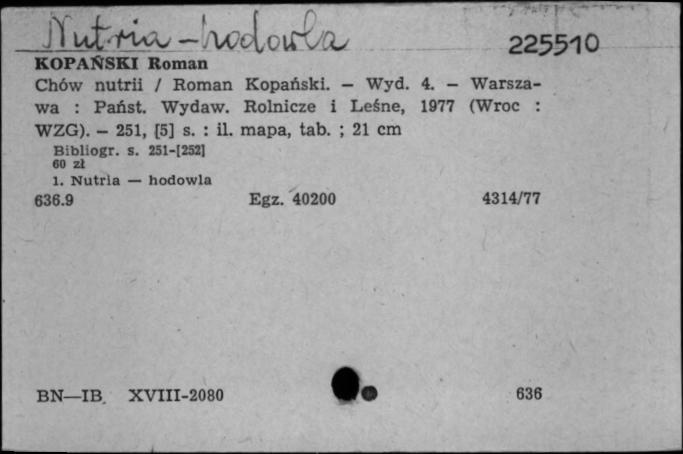 Nutria - hodowla
225510
KOPAŃSKI Roman
Chów nutrii / Roman Kopański. — Wyd. 4. — Warsza-
wa : Państ. Wydaw. Rolnicze i Leśne, 1977 (Wroc :
WZG). — 251, [5] s. : il. mapa, tab. ; 21 cm
Bibliogr. s. 251-[252]
60 zł
1. Nutria — hodowla
636.9 Egz. 40200 4314/77
BN—IB XVIII-2080 636